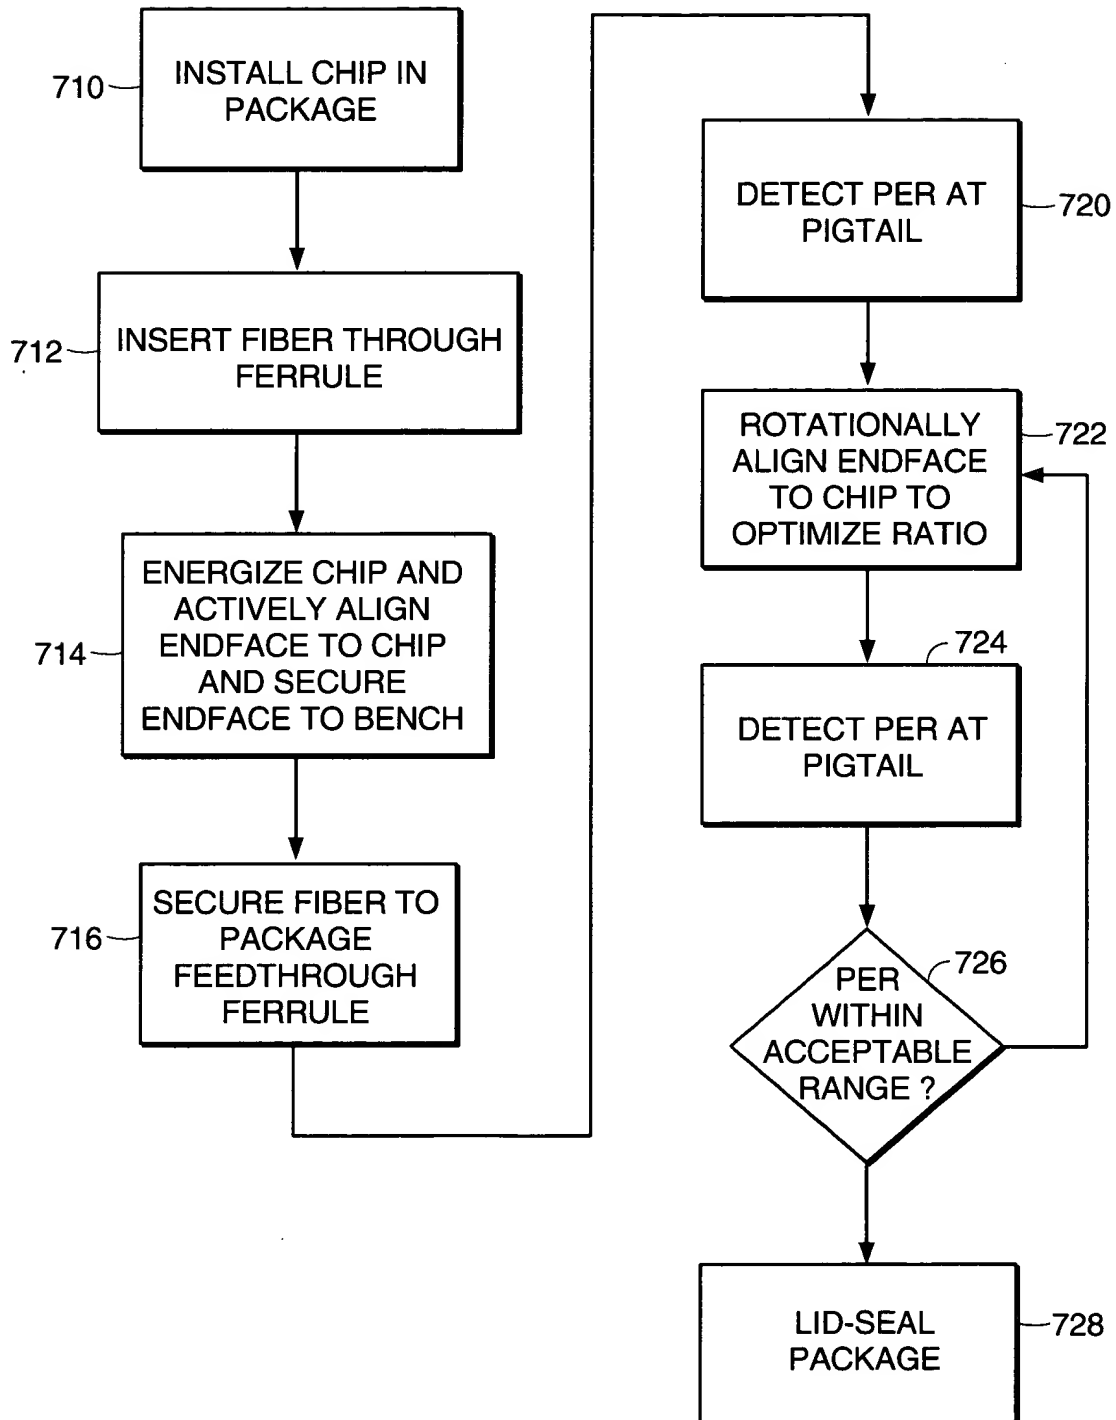 710
INSTALL CHIP IN
PACKAGE
712
INSERT FIBER THROUGH
FERRULE
714
ENERGIZE CHIP AND
ACTIVELY ALIGN
ENDFACE TO CHIP
AND SECURE
ENDFACE TO BENCH
716
SECURE FIBER TO
PACKAGE
FEEDTHROUGH
FERRULE
DETECT PER AT
PIGTAIL
720
ROTATIONALLY
ALIGN ENDFACE
TO CHIP TO
OPTIMIZE RATIO
722
724
DETECT PER AT
PIGTAIL
726
PER
WITHIN
ACCEPTABLE
RANGE ?
LID-SEAL
PACKAGE
728